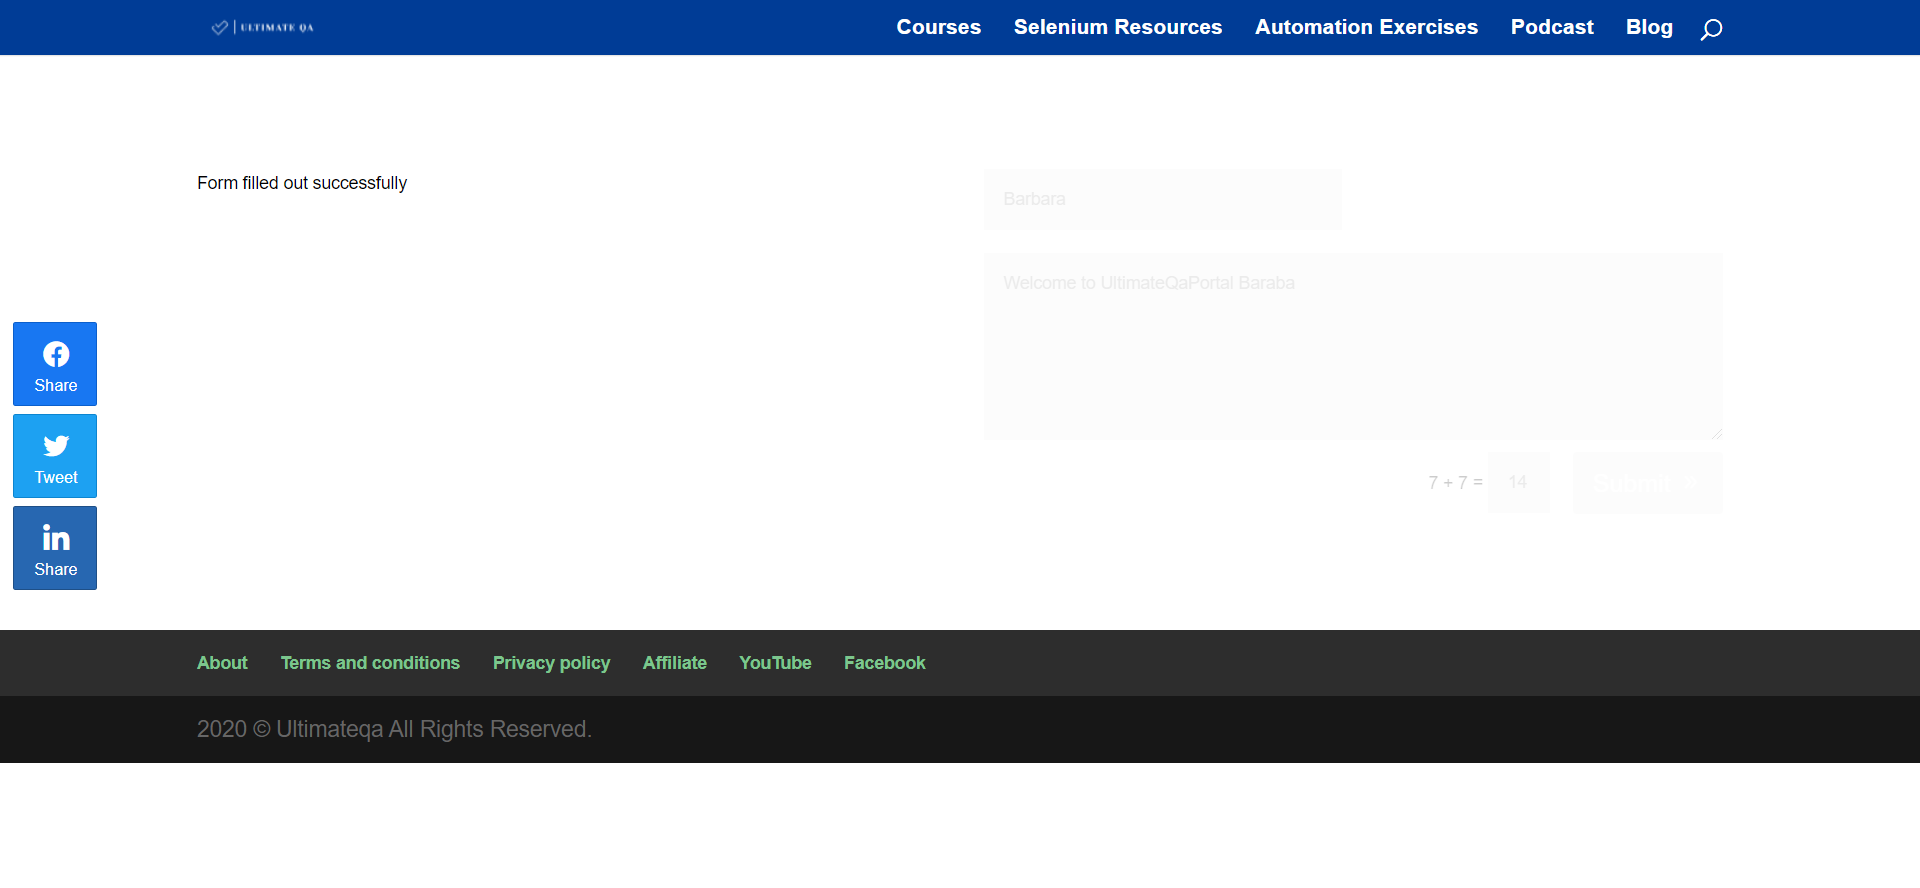 ULTIMATE QA
Courses Selenium Resources Automation Exercises Podcast Blog
Form filled out successfully
Barbara
Welcome to UltimateQaPortal Baraba
7 + 7 = 14 Submit
Share
Tweet
Share
About Terms and conditions Privacy policy Affiliate YouTube Facebook
2020 © Ultimateqa All Rights Reserved.